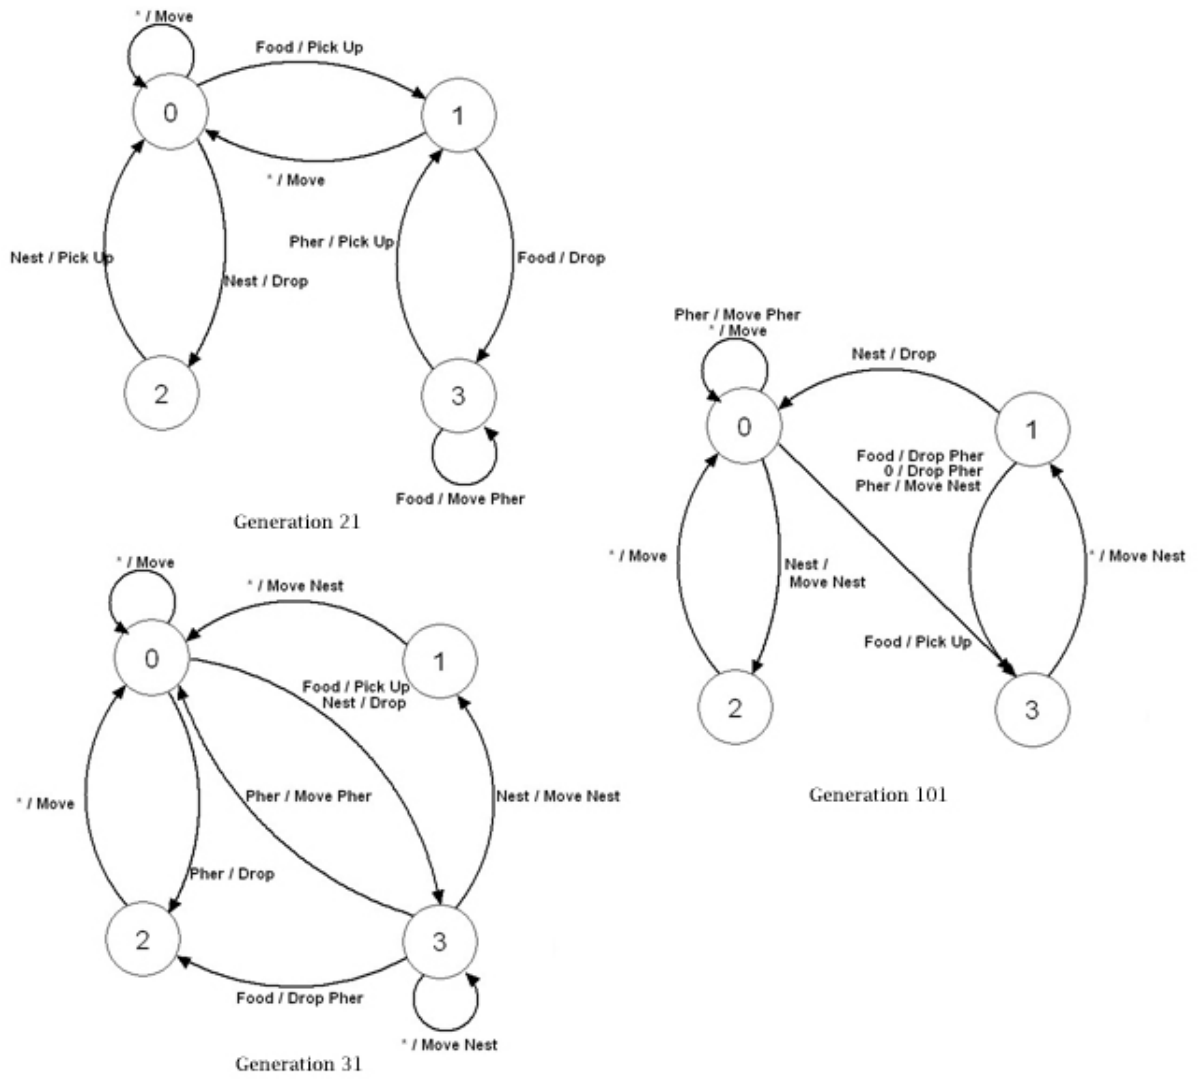 * / Move
Food / Pick Up
0
1
* / Move
Pher / Pick Up
Food / Drop
Nest / Pick Up
Nest / Drop
2
3
Food / Move Pher
Generation 21
Pher / Move Pher
* / Move
Nest / Drop
0
1
Food / Drop Pher
0 / Drop Pher
Pher / Move Nest
* / Move
Nest /
Move Nest
* / Move Nest
Food / Pick Up
2
3
Generation 101
* / Move
* / Move Nest
0
1
Food / Pick Up
Nest / Drop
Pher / Move Pher
Nest / Move Nest
* / Move
Pher / Drop
2
3
Food / Drop Pher
* / Move Nest
Generation 31